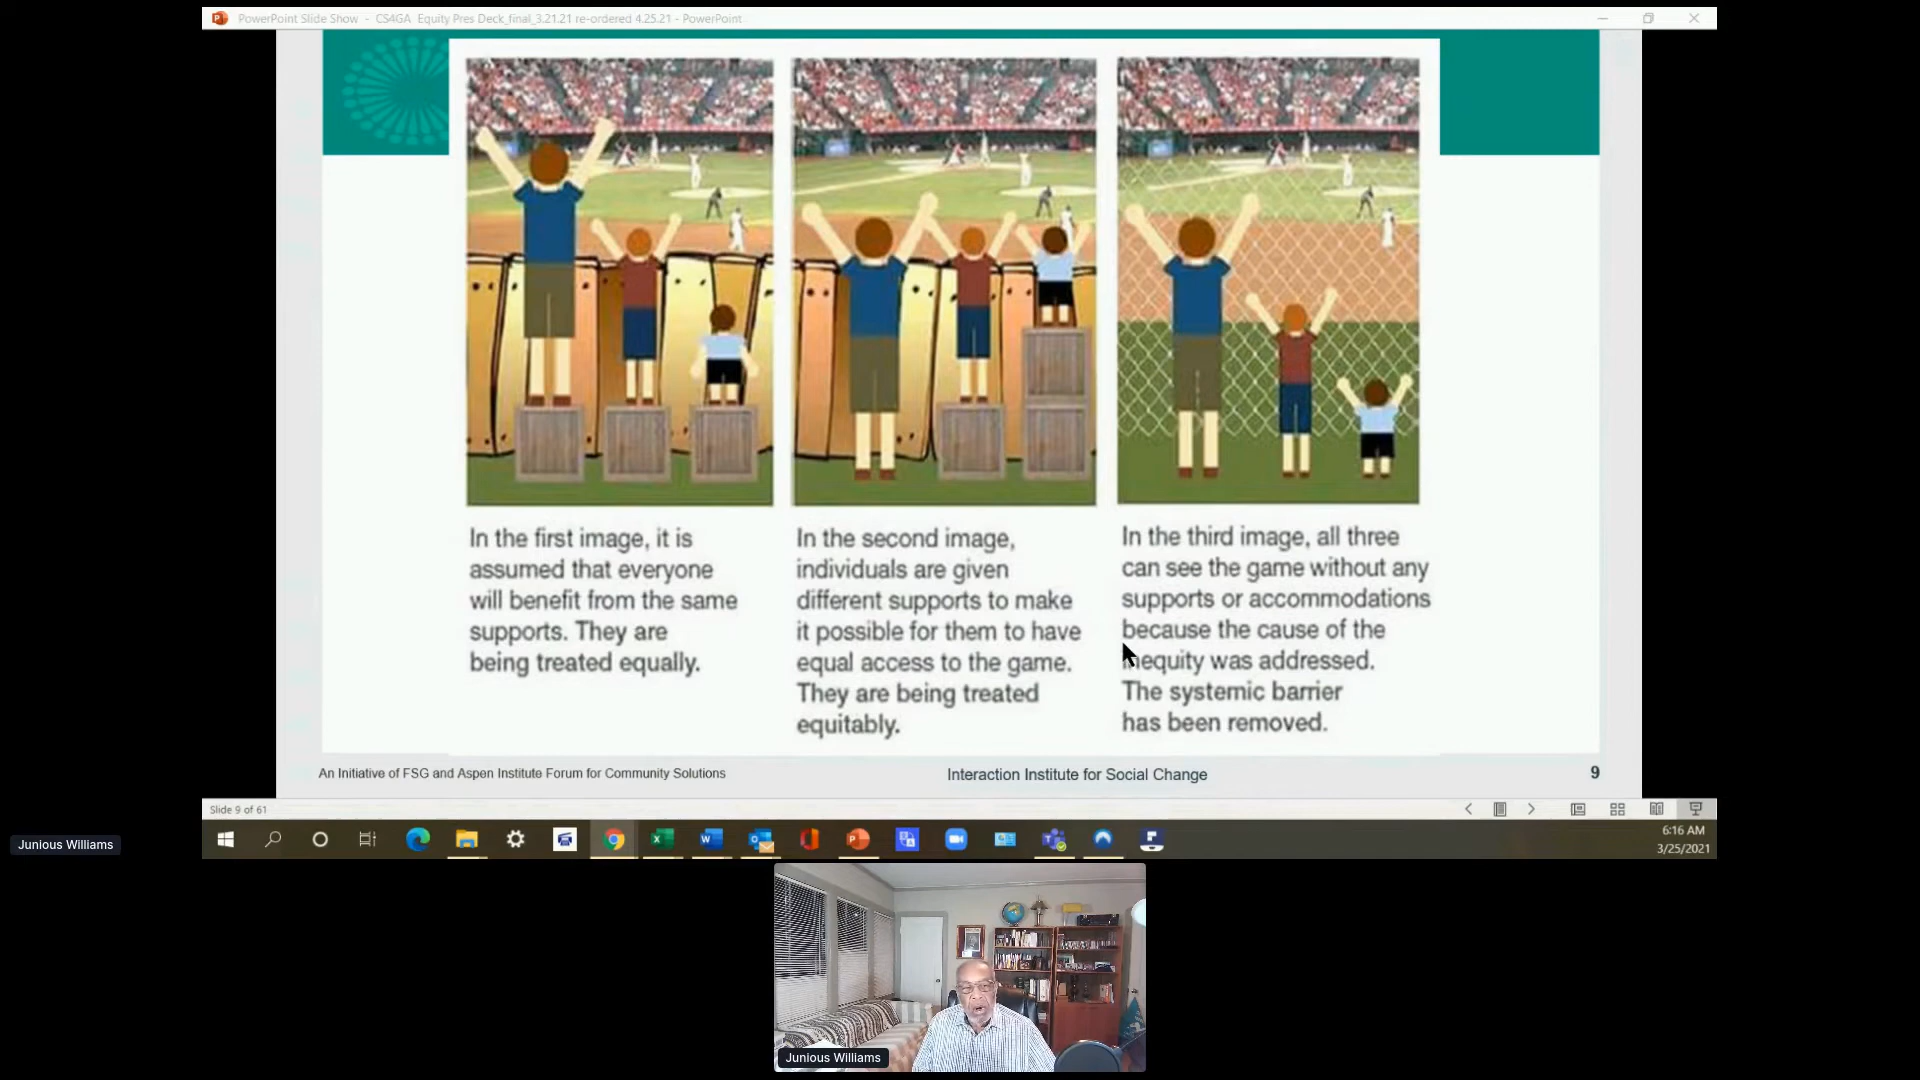 PowerPoint Slide Show - CS4GA Equity Pres Deck_final_3.21.21 re-ordered 4.25.21 - PowerPoint
In the first image, it is
assumed that everyone
will benefit from the same
supports. They are
being treated equally.
In the second image,
individuals are given
different supports to make
it possible for them to have
equal access to the game.
They are being treated
equitably.
In the third image, all three
can see the game without any
supports or accommodations
because the cause of the
inequity was addressed.
The systemic barrier
has been removed.
An Initiative of FSG and Aspen Institute Forum for Community Solutions
Interaction Institute for Social Change
9
Slide 9 of 61
6:16 AM
3/25/2021
Junious Williams
Junious Williams